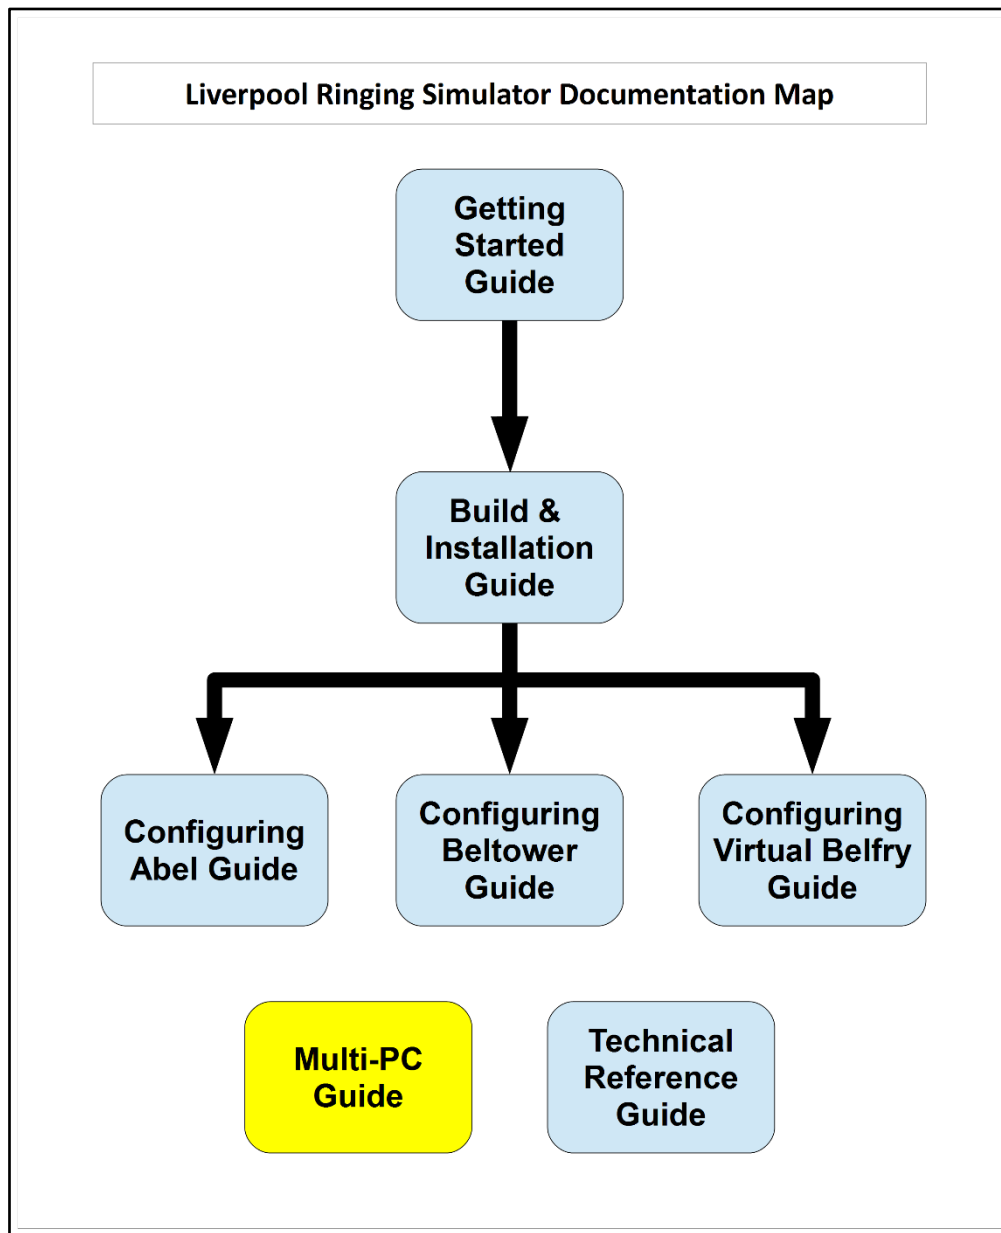 Liverpool Ringing Simulator Documentation Map
Getting
Started
Guide
Build &
Installation
Guide
Configuring
Abel Guide
Configuring
Beltower
Guide
Configuring
Virtual Belfry
Guide
Multi-PC
Guide
Technical
Reference
Guide